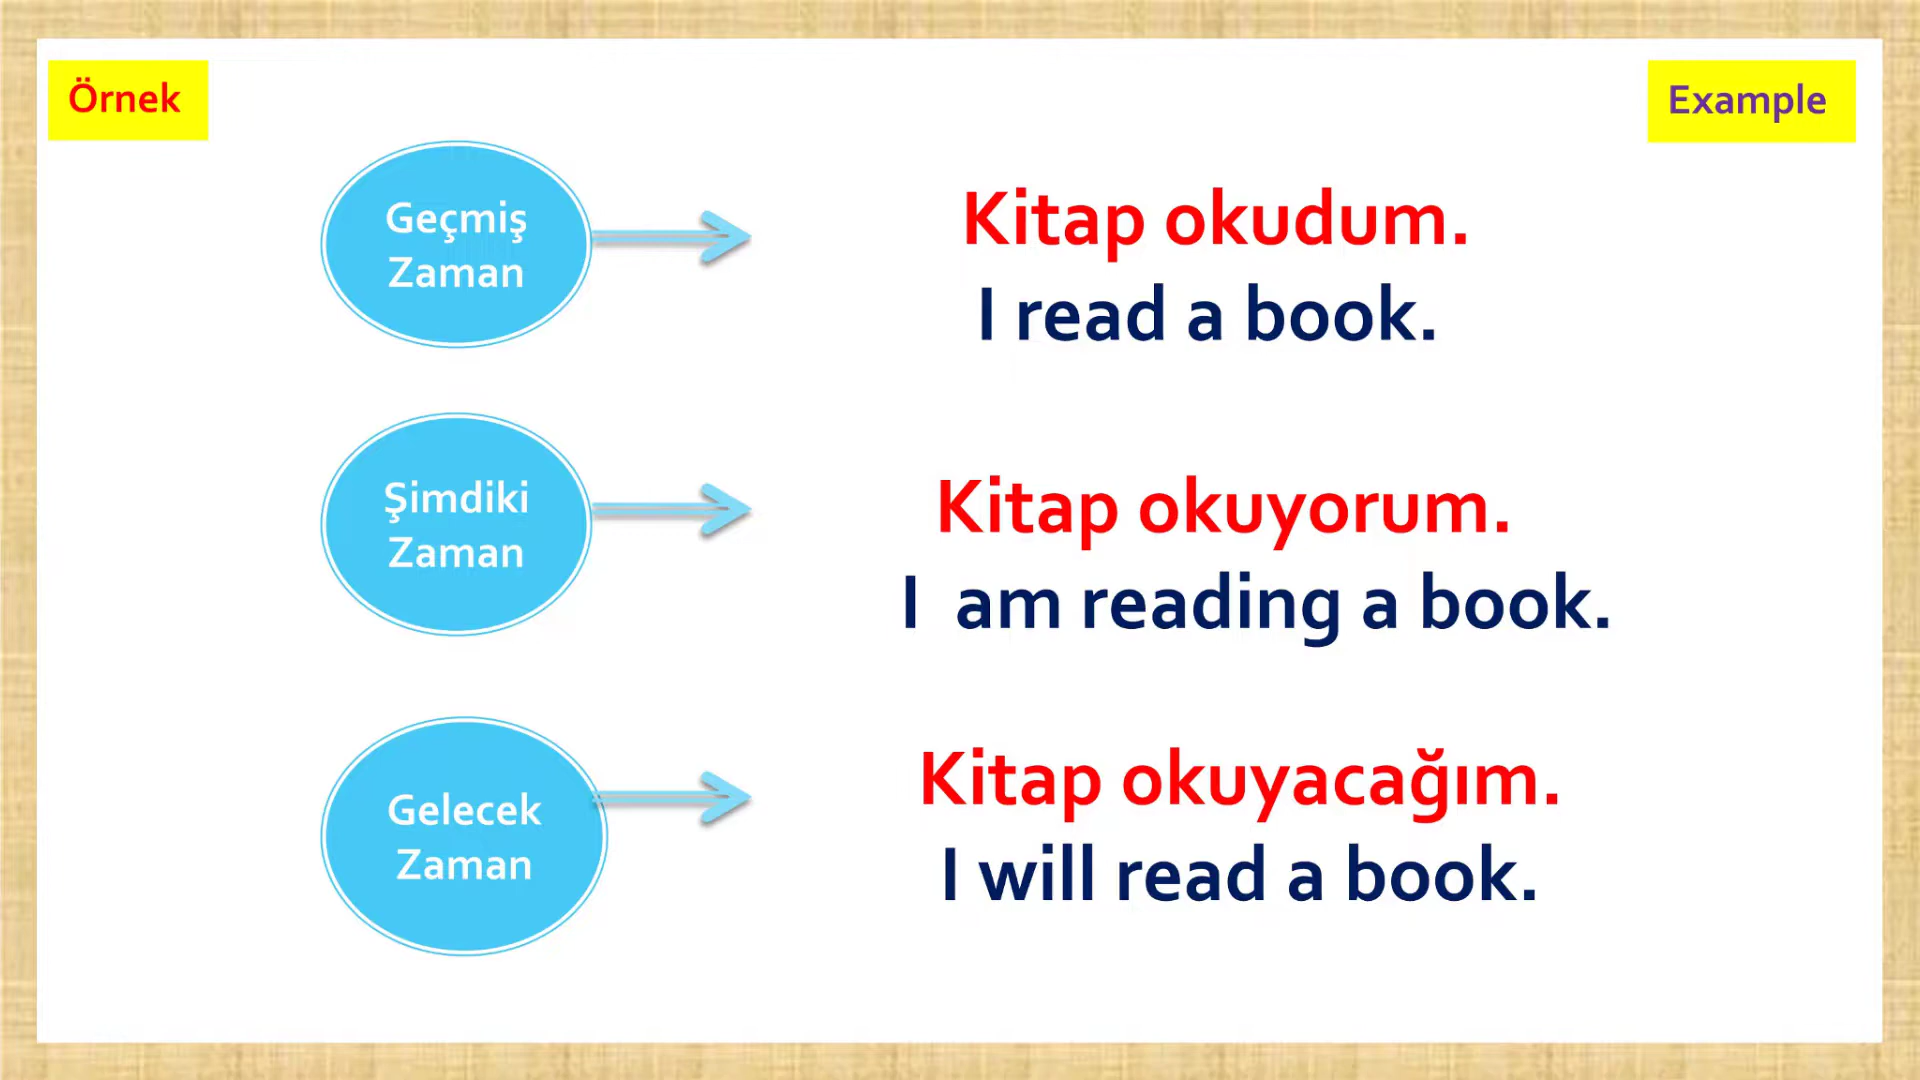 Örnek
Example
Geçmiş
Zaman
Kitap okudum.
I read a book.
Şimdiki
Zaman
Kitap okuyorum.
I am reading a book.
Gelecek
Zaman
Kitap okuyacağım.
I will read a book.